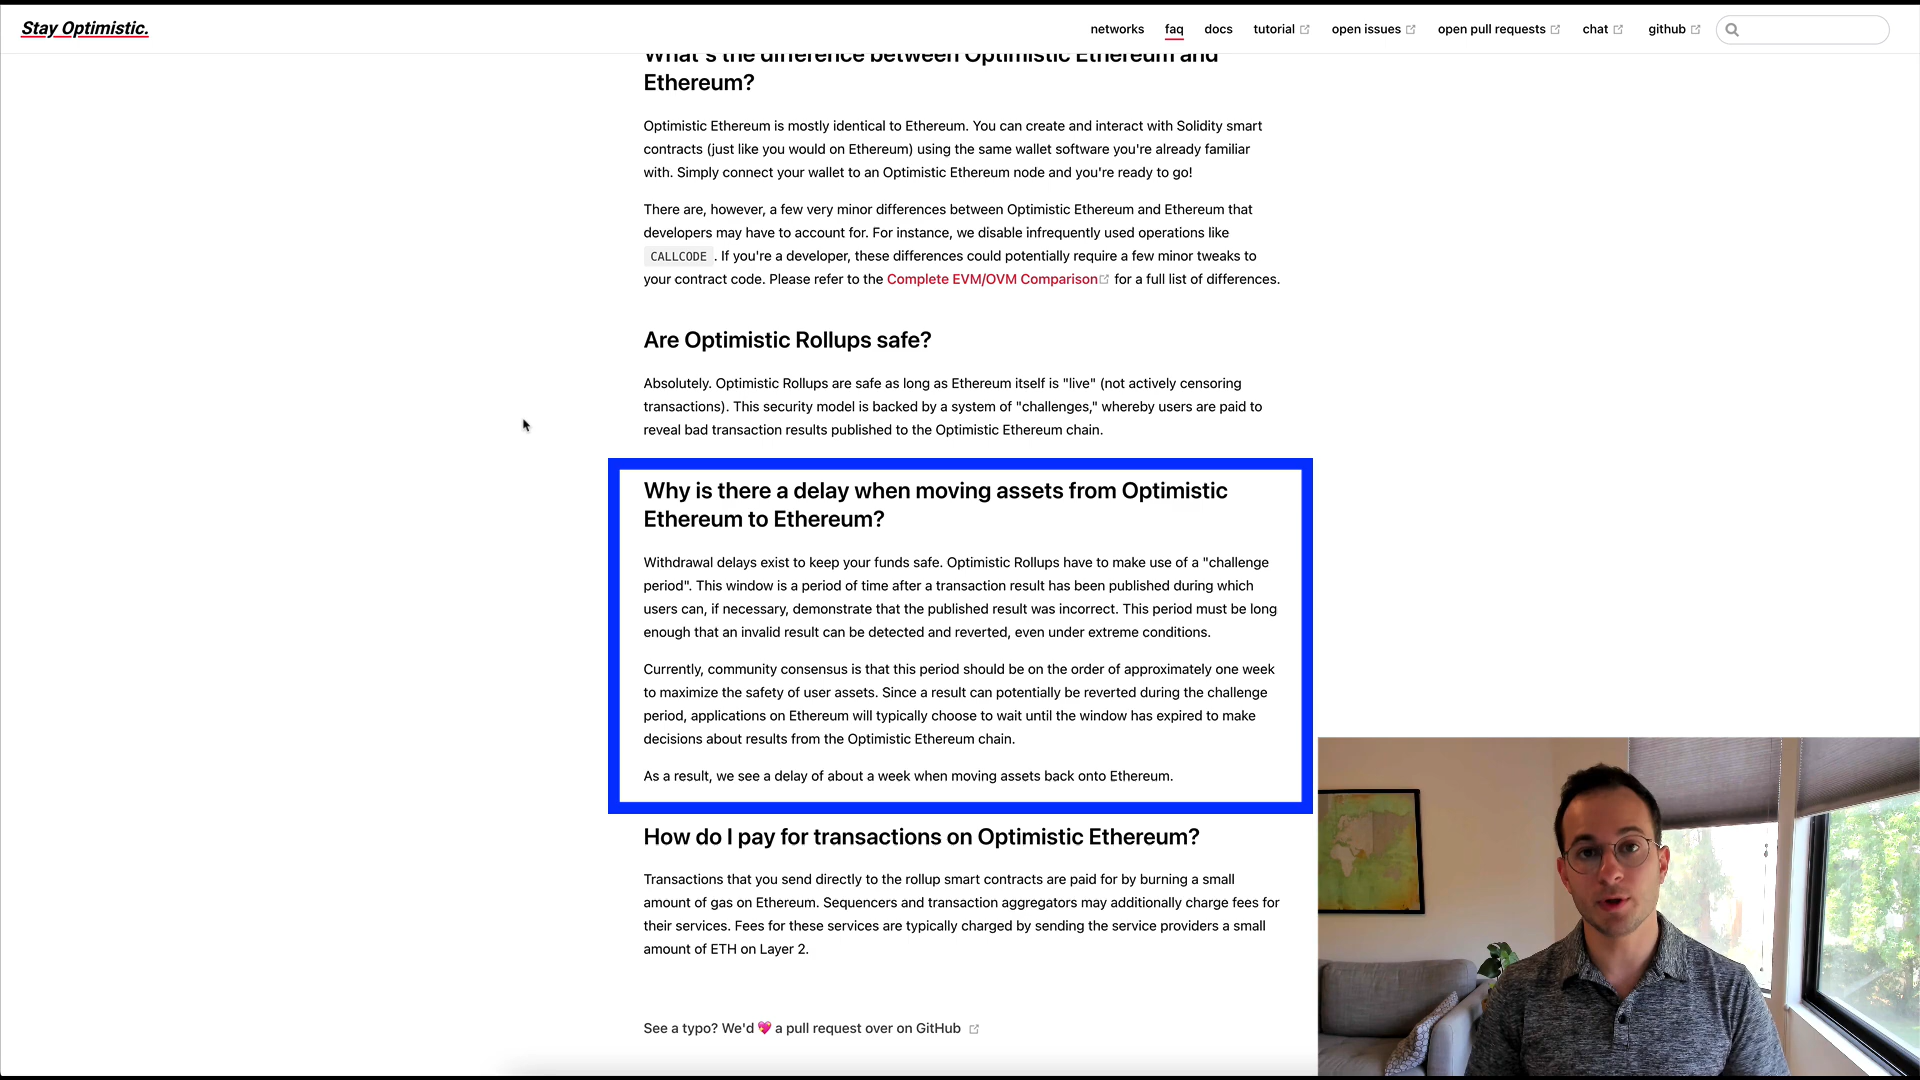 Stay Optimistic.
networks
faq
docs
tutorial
open issues
open pull requests
chat
github
What's the difference between Optimistic Ethereum and
Ethereum?
Optimistic Ethereum is mostly identical to Ethereum. You can create and interact with Solidity smart
contracts (just like you would on Ethereum) using the same wallet software you're already familiar
with. Simply connect your wallet to an Optimistic Ethereum node and you're ready to go!
There are, however, a few very minor differences between Optimistic Ethereum and Ethereum that
developers may have to account for. For instance, we disable infrequently used operations like
CALLCODE . If you're a developer, these differences could potentially require a few minor tweaks to
your contract code. Please refer to the Complete EVM/OVM Comparison for a full list of differences.
Are Optimistic Rollups safe?
Absolutely. Optimistic Rollups are safe as long as Ethereum itself is "live" (not actively censoring
transactions). This security model is backed by a system of "challenges," whereby users are paid to
reveal bad transaction results published to the Optimistic Ethereum chain.
Why is there a delay when moving assets from Optimistic
Ethereum to Ethereum?
Withdrawal delays exist to keep your funds safe. Optimistic Rollups have to make use of a "challenge
period". This window is a period of time after a transaction result has been published during which
users can, if necessary, demonstrate that the published result was incorrect. This period must be long
enough that an invalid result can be detected and reverted, even under extreme conditions.
Currently, community consensus is that this period should be on the order of approximately one week
to maximize the safety of user assets. Since a result can potentially be reverted during the challenge
period, applications on Ethereum will typically choose to wait until the window has expired to make
decisions about results from the Optimistic Ethereum chain.
As a result, we see a delay of about a week when moving assets back onto Ethereum.
How do I pay for transactions on Optimistic Ethereum?
Transactions that you send directly to the rollup smart contracts are paid for by burning a small
amount of gas on Ethereum. Sequencers and transaction aggregators may additionally charge fees for
their services. Fees for these services are typically charged by sending the service providers a small
amount of ETH on Layer 2.
See a typo? We'd 💖 a pull request over on GitHub